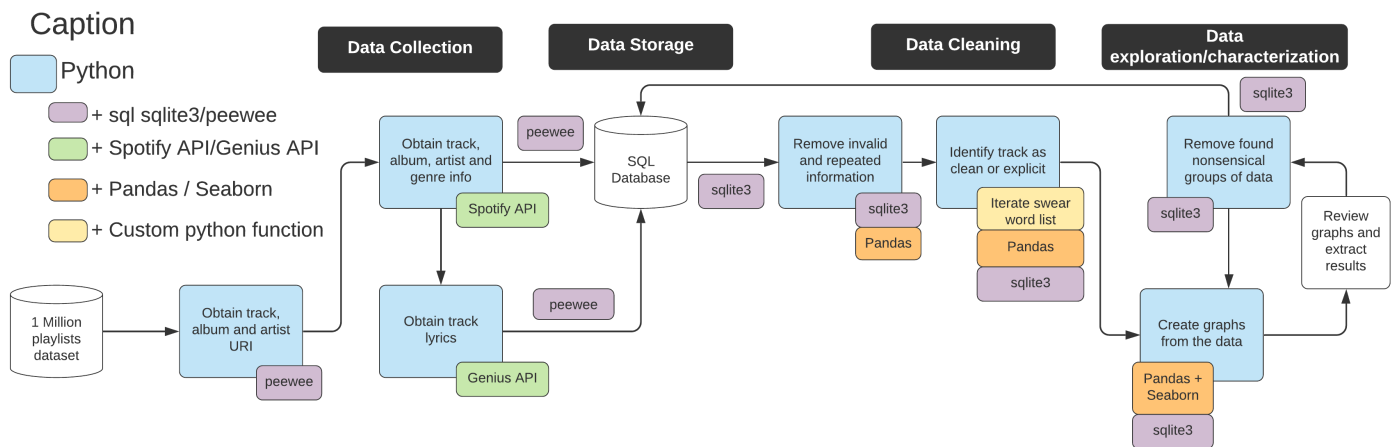 Caption
Python
+ sql sqlite3/peewee
+ Spotify API/Genius API
+ Pandas / Seaborn
+ Custom python function
Data Collection
Data Storage
Data Cleaning
Data
exploration/characterization
1 Million
playlists
dataset
Obtain track,
album and artist
URI
peewee
Obtain track,
album, artist and
genre info
Spotify API
peewee
Obtain track
lyrics
Genius API
peewee
SQL
Database
sqlite3
Remove invalid
and repeated
information
sqlite3
Pandas
Identify track as
clean or explicit
Iterate swear
word list
Pandas
sqlite3
sqlite3
Remove found
nonsensical
groups of data
sqlite3
Review
graphs and
extract
results
Create graphs
from the data
Pandas +
Seaborn
sqlite3